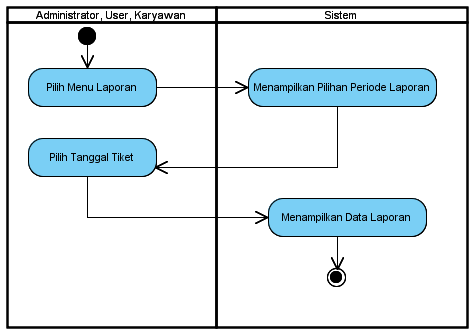 Administrator, User, Karyawan
Sistem
Pilih Menu Laporan
Menampilkan Pilihan Periode Laporan
Pilih Tanggal Tiket
Menampilkan Data Laporan